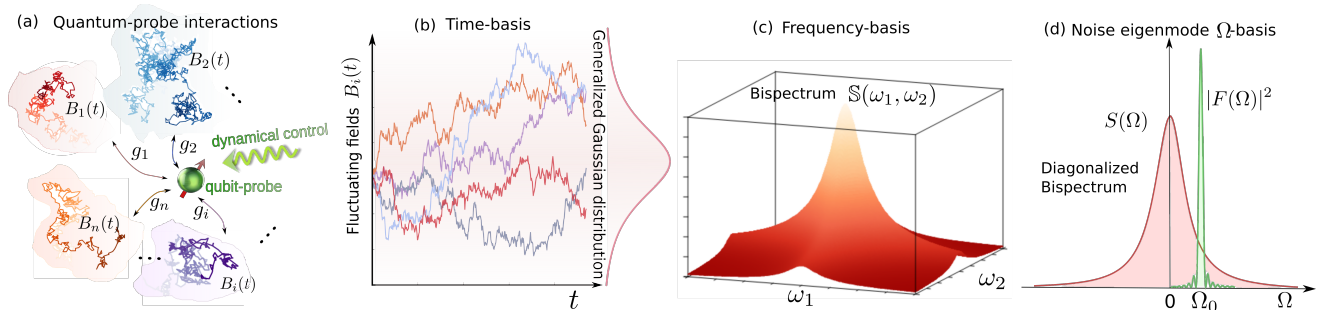 (a) Quantum-probe interactions
B₁(t)
B₂(t)
g₁
g₂
dynamical control
qubit-probe
gₙ
gᵢ
Bₙ(t)
Bᵢ(t)
(b) Time-basis
Fluctuating fields Bᵢ(t)
t
Generalized Gaussian distribution
(c) Frequency-basis
Bispectrum 𝕊(ω₁, ω₂)
ω₁
ω₂
(d) Noise eigenmode Ω-basis
S(Ω)
|F(Ω)|²
Diagonalized
Bispectrum
0
Ω₀
Ω